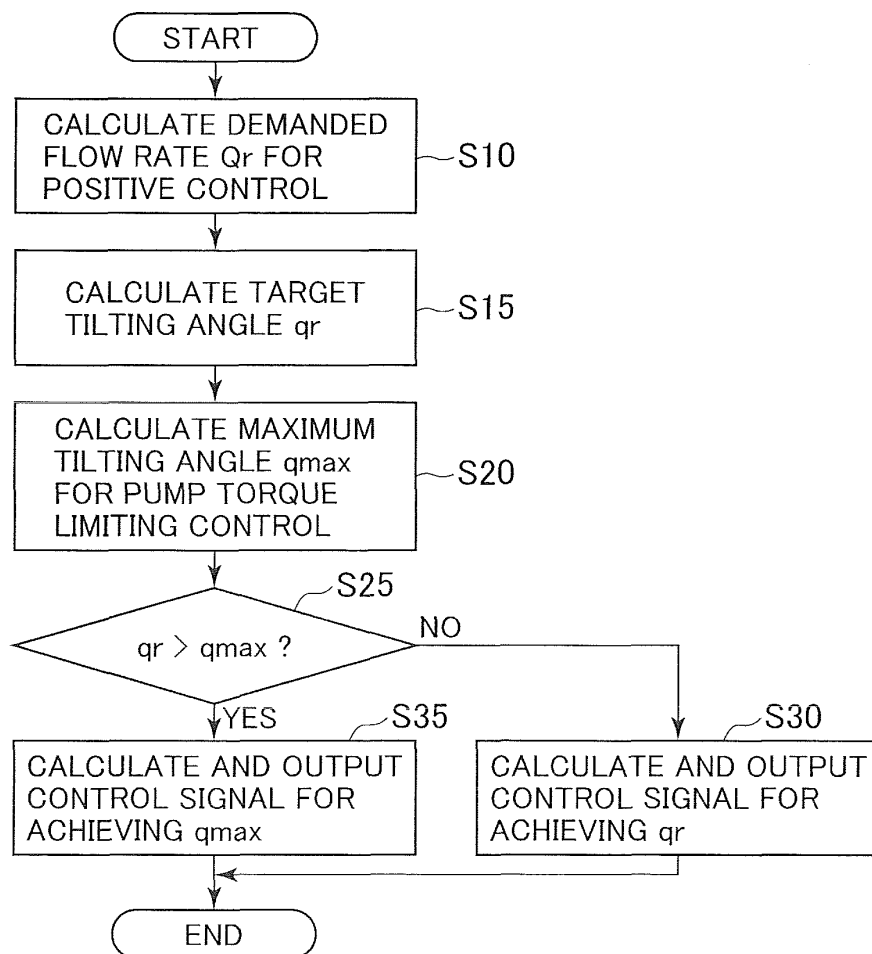 START
CALCULATE DEMANDED
FLOW RATE Qr FOR
POSITIVE CONTROL
S10
CALCULATE TARGET
TILTING ANGLE qr
S15
CALCULATE MAXIMUM
TILTING ANGLE qmax
FOR PUMP TORQUE
LIMITING CONTROL
S20
S25
qr > qmax ?
NO
YES
S35
CALCULATE AND OUTPUT
CONTROL SIGNAL FOR
ACHIEVING qmax
S30
CALCULATE AND OUTPUT
CONTROL SIGNAL FOR
ACHIEVING qr
END